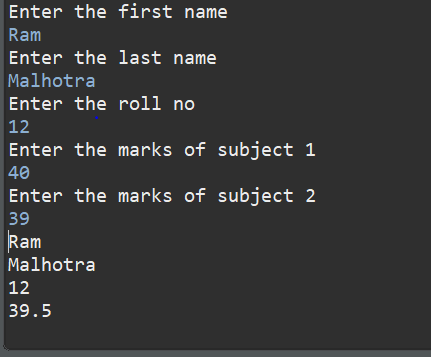 Enter the first name
Ram
Enter the last name
Malhotra
Enter the roll no
12
Enter the marks of subject 1
40
Enter the marks of subject 2
39
Ram
Malhotra
12
39.5